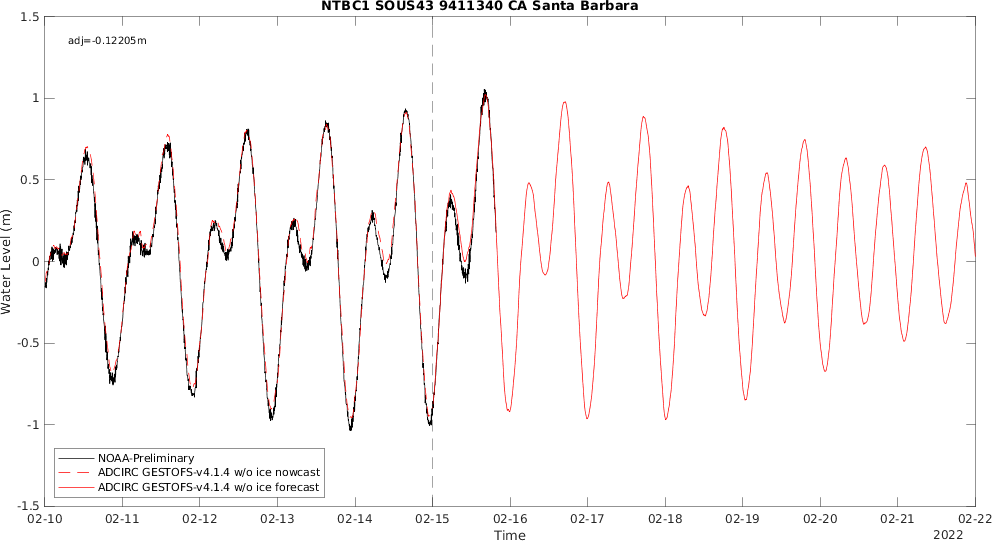 NTBC1 SOUS43 9411340 CA Santa Barbara
adj=-0.12205m
1.5
1
0.5
0
-0.5
-1
-1.5
Water Level (m)
NOAA-Preliminary
ADCIRC GESTOFS-v4.1.4 w/o ice nowcast
ADCIRC GESTOFS-v4.1.4 w/o ice forecast
02-10 02-11 02-12 02-13 02-14 02-15 02-16 02-17 02-18 02-19 02-20 02-21 02-22
Time
2022